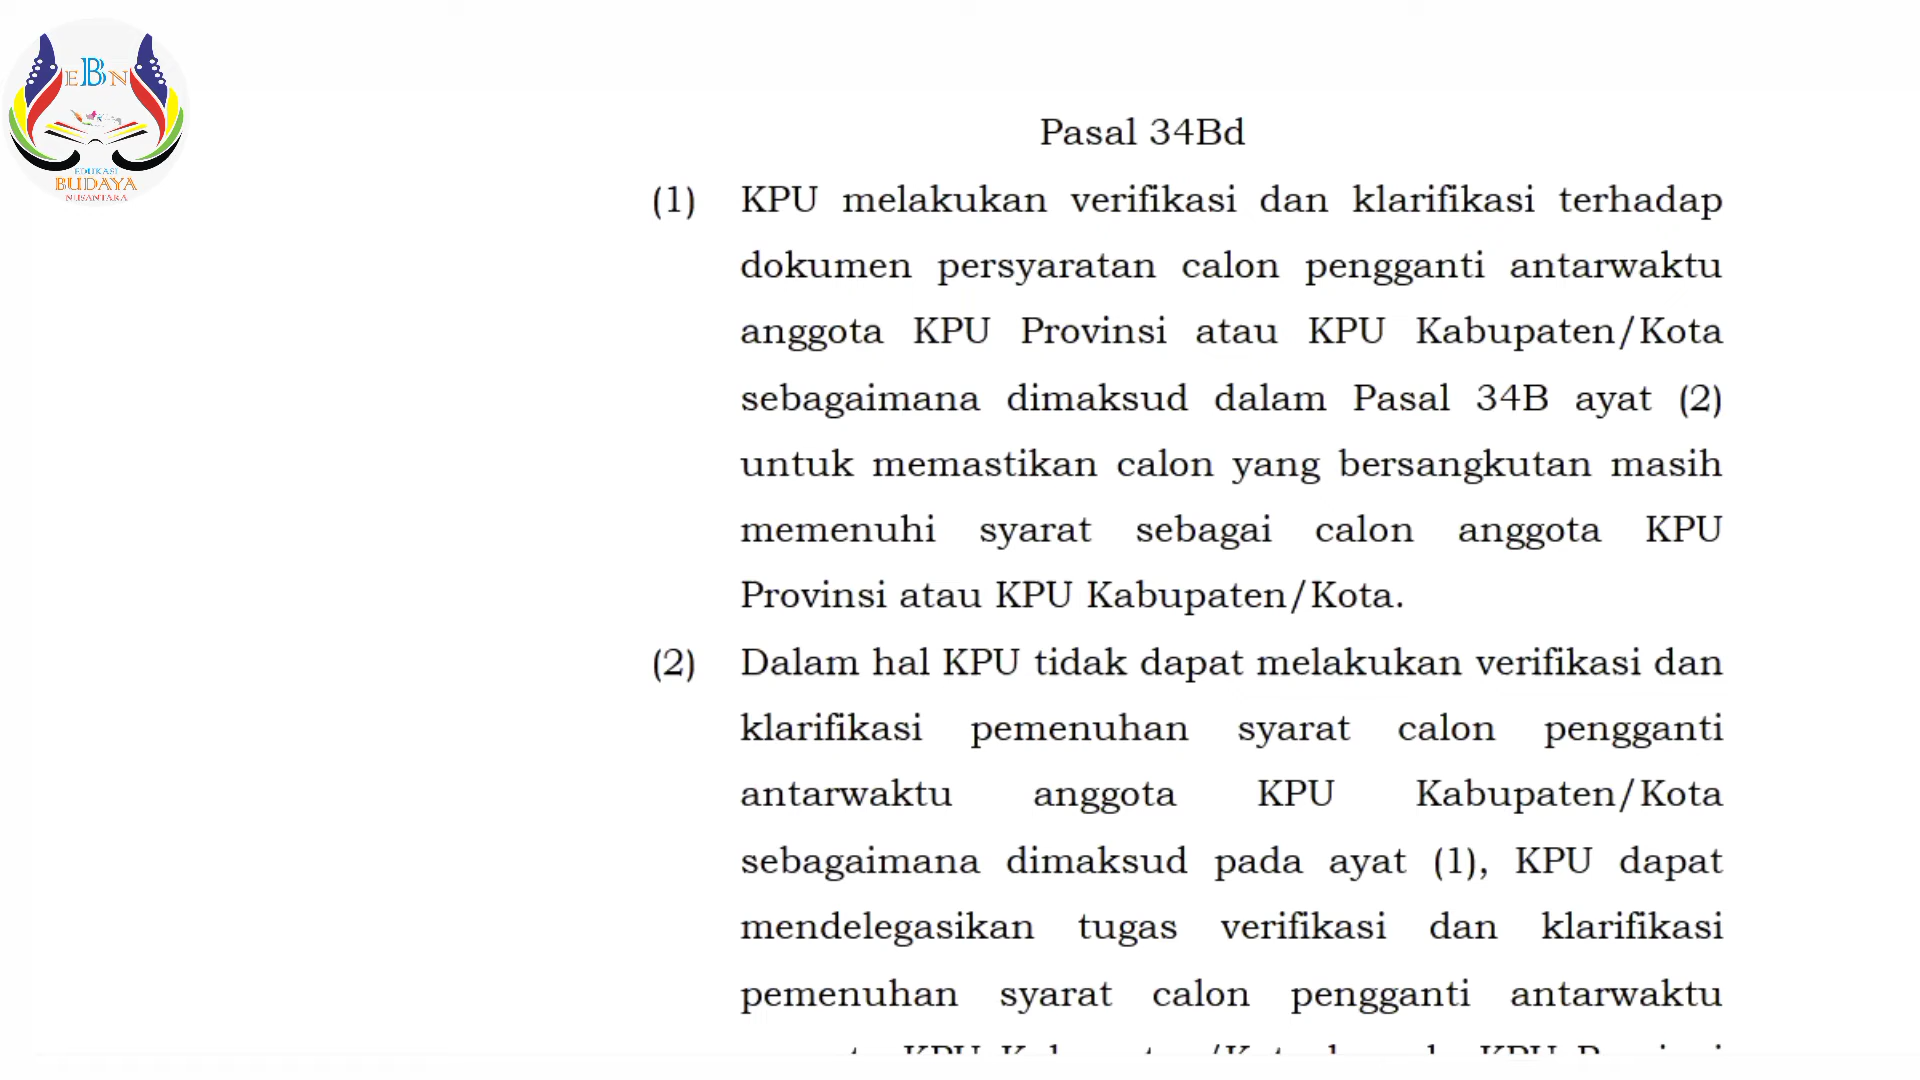 EBN
EDUKASI
BUDAYA
NUSANTARA
Pasal 34Bd
(1) KPU melakukan verifikasi dan klarifikasi terhadap
dokumen persyaratan calon pengganti antarwaktu
anggota KPU Provinsi atau KPU Kabupaten/Kota
sebagaimana dimaksud dalam Pasal 34B ayat (2)
untuk memastikan calon yang bersangkutan masih
memenuhi syarat sebagai calon anggota KPU
Provinsi atau KPU Kabupaten/Kota.
(2) Dalam hal KPU tidak dapat melakukan verifikasi dan
klarifikasi pemenuhan syarat calon pengganti
antarwaktu anggota KPU Kabupaten/Kota
sebagaimana dimaksud pada ayat (1), KPU dapat
mendelegasikan tugas verifikasi dan klarifikasi
pemenuhan syarat calon pengganti antarwaktu